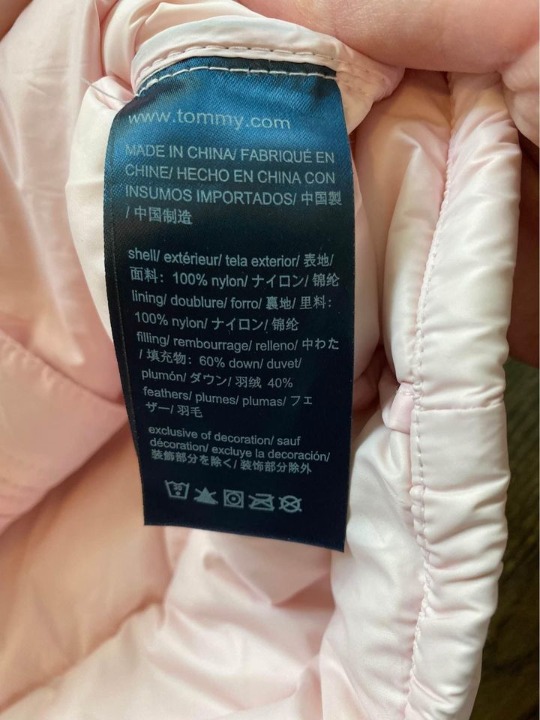 www.tommy.com
MADE IN CHINA/ FABRIQUÉ EN
CHINE/ HECHO EN CHINA CON
INSUMOS IMPORTADOS/ 中国製
/ 中国制造
shell/ extérieur/ tela exterior/ 表地/
面料: 100% nylon/ ナイロン/ 锦纶
lining/ doublure/ forro/ 裏地/ 里料:
100% nylon/ ナイロン/ 锦纶
filling/ rembourrage/ relleno/ 中わた
/ 填充物: 60% down/ duvet/
plumón/ ダウン/ 羽绒 40%
feathers/ plumes/ plumas/ フェ
ザー/ 羽毛
exclusive of decoration/ sauf
décoration/ excluye la decoración/
装飾部分を除く/ 装饰部分除外